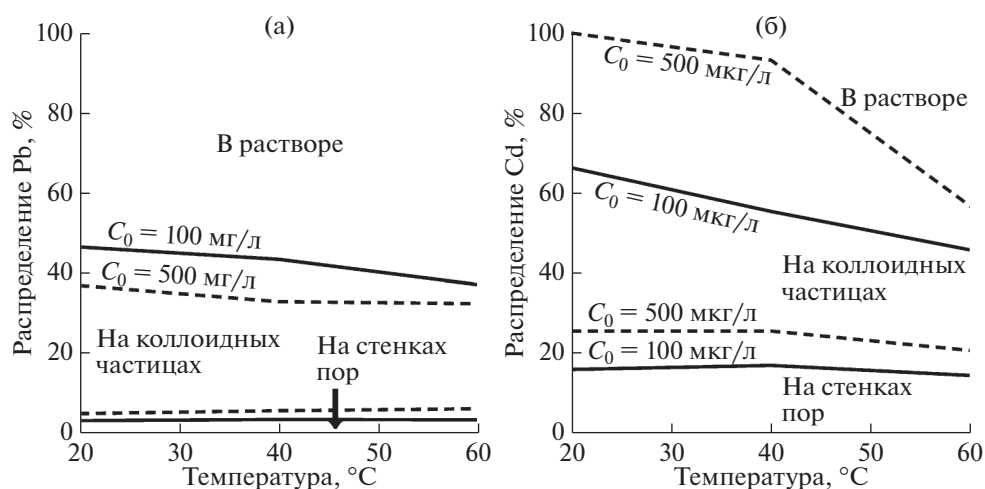 (а)
100
80
60
40
20
0
Распределение Pb, %
В растворе
C₀ = 100 мг/л
C₀ = 500 мг/л
На коллоидных
частицах
На стенках
пор
20 30 40 50 60
Температура, °C
(б)
100
80
60
40
20
0
Распределение Cd, %
C₀ = 500 мкг/л
В растворе
C₀ = 100 мкг/л
На коллоидных
частицах
C₀ = 500 мкг/л
C₀ = 100 мкг/л
На стенках
пор
20 30 40 50 60
Температура, °C